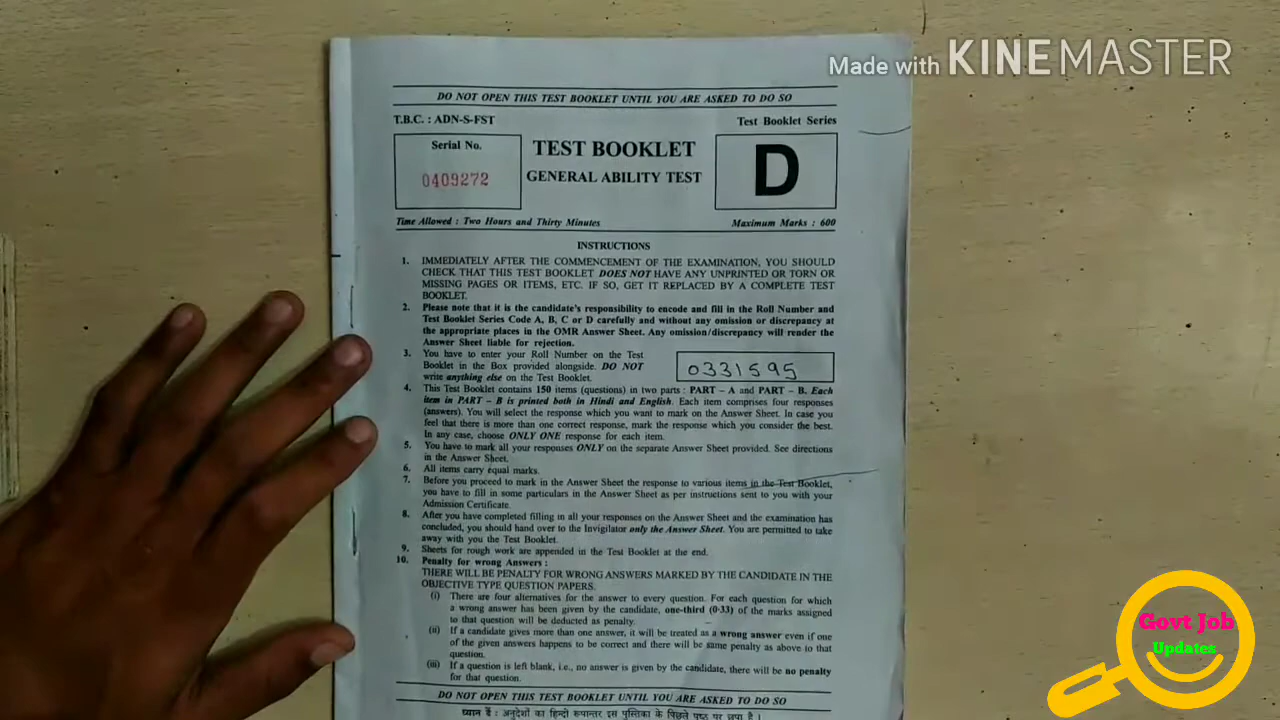 Made with KINEMASTER
DO NOT OPEN THIS TEST BOOKLET UNTIL YOU ARE ASKED TO DO SO
T.B.C. : ADN-S-FST
Test Booklet Series
Serial No.
0409272
TEST BOOKLET
GENERAL ABILITY TEST
D
Time Allowed : Two Hours and Thirty Minutes
Maximum Marks : 600
INSTRUCTIONS
1. IMMEDIATELY AFTER THE COMMENCEMENT OF THE EXAMINATION, YOU SHOULD
CHECK THAT THIS TEST BOOKLET DOES NOT HAVE ANY UNPRINTED OR TORN OR
MISSING PAGES OR ITEMS, ETC. IF SO, GET IT REPLACED BY A COMPLETE TEST
BOOKLET.
2. Please note that it is the candidate's responsibility to encode and fill in the Roll Number and
Test Booklet Series Code A, B, C or D carefully and without any omission or discrepancy at
the appropriate places in the OMR Answer Sheet. Any omission/discrepancy will render the
Answer Sheet liable for rejection.
3. You have to enter your Roll Number on the Test
Booklet in the Box provided alongside. DO NOT
write anything else on the Test Booklet.
0331595
4. This Test Booklet contains 150 items (questions) in two parts : PART – A and PART – B. Each
item in PART – B is printed both in Hindi and English. Each item comprises four responses
(answers). You will select the response which you want to mark on the Answer Sheet. In case you
feel that there is more than one correct response, mark the response which you consider the best.
In any case, choose ONLY ONE response for each item.
5. You have to mark all your responses ONLY on the separate Answer Sheet provided. See directions
in the Answer Sheet.
6. All items carry equal marks.
7. Before you proceed to mark in the Answer Sheet the response to various items in the Test Booklet,
you have to fill in some particulars in the Answer Sheet as per instructions sent to you with your
Admission Certificate.
8. After you have completed filling in all your responses on the Answer Sheet and the examination has
concluded, you should hand over to the Invigilator only the Answer Sheet. You are permitted to take
away with you the Test Booklet.
9. Sheets for rough work are appended in the Test Booklet at the end.
10. Penalty for wrong Answers :
THERE WILL BE PENALTY FOR WRONG ANSWERS MARKED BY THE CANDIDATE IN THE
OBJECTIVE TYPE QUESTION PAPERS.
(i) There are four alternatives for the answer to every question. For each question for which
a wrong answer has been given by the candidate, one-third (0·33) of the marks assigned
to that question will be deducted as penalty.
(ii) If a candidate gives more than one answer, it will be treated as a wrong answer even if one
of the given answers happens to be correct and there will be same penalty as above to that
question.
(iii) If a question is left blank, i.e., no answer is given by the candidate, there will be no penalty
for that question.
DO NOT OPEN THIS TEST BOOKLET UNTIL YOU ARE ASKED TO DO SO
ध्यान दें : अनुदेशों का हिन्दी रूपान्तर इस पुस्तिका के पिछले पृष्ठ पर छपा है ।
Govt Job
Updates